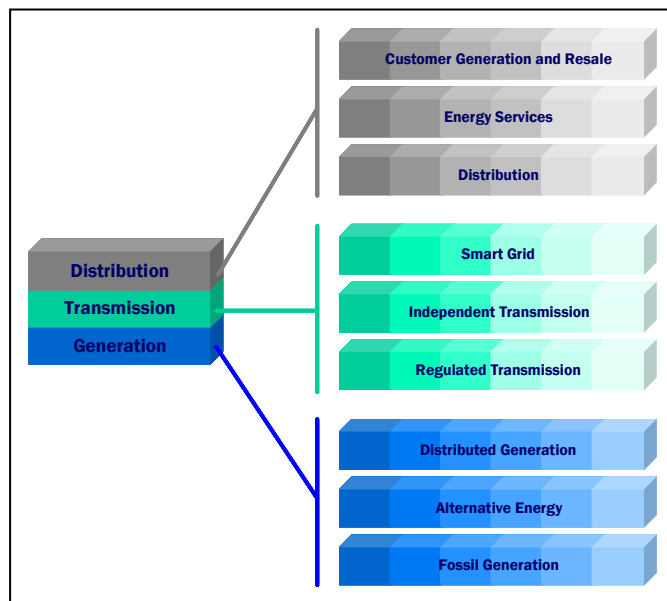 Customer Generation and Resale
Energy Services
Distribution
Distribution
Transmission
Generation
Smart Grid
Independent Transmission
Regulated Transmission
Distributed Generation
Alternative Energy
Fossil Generation